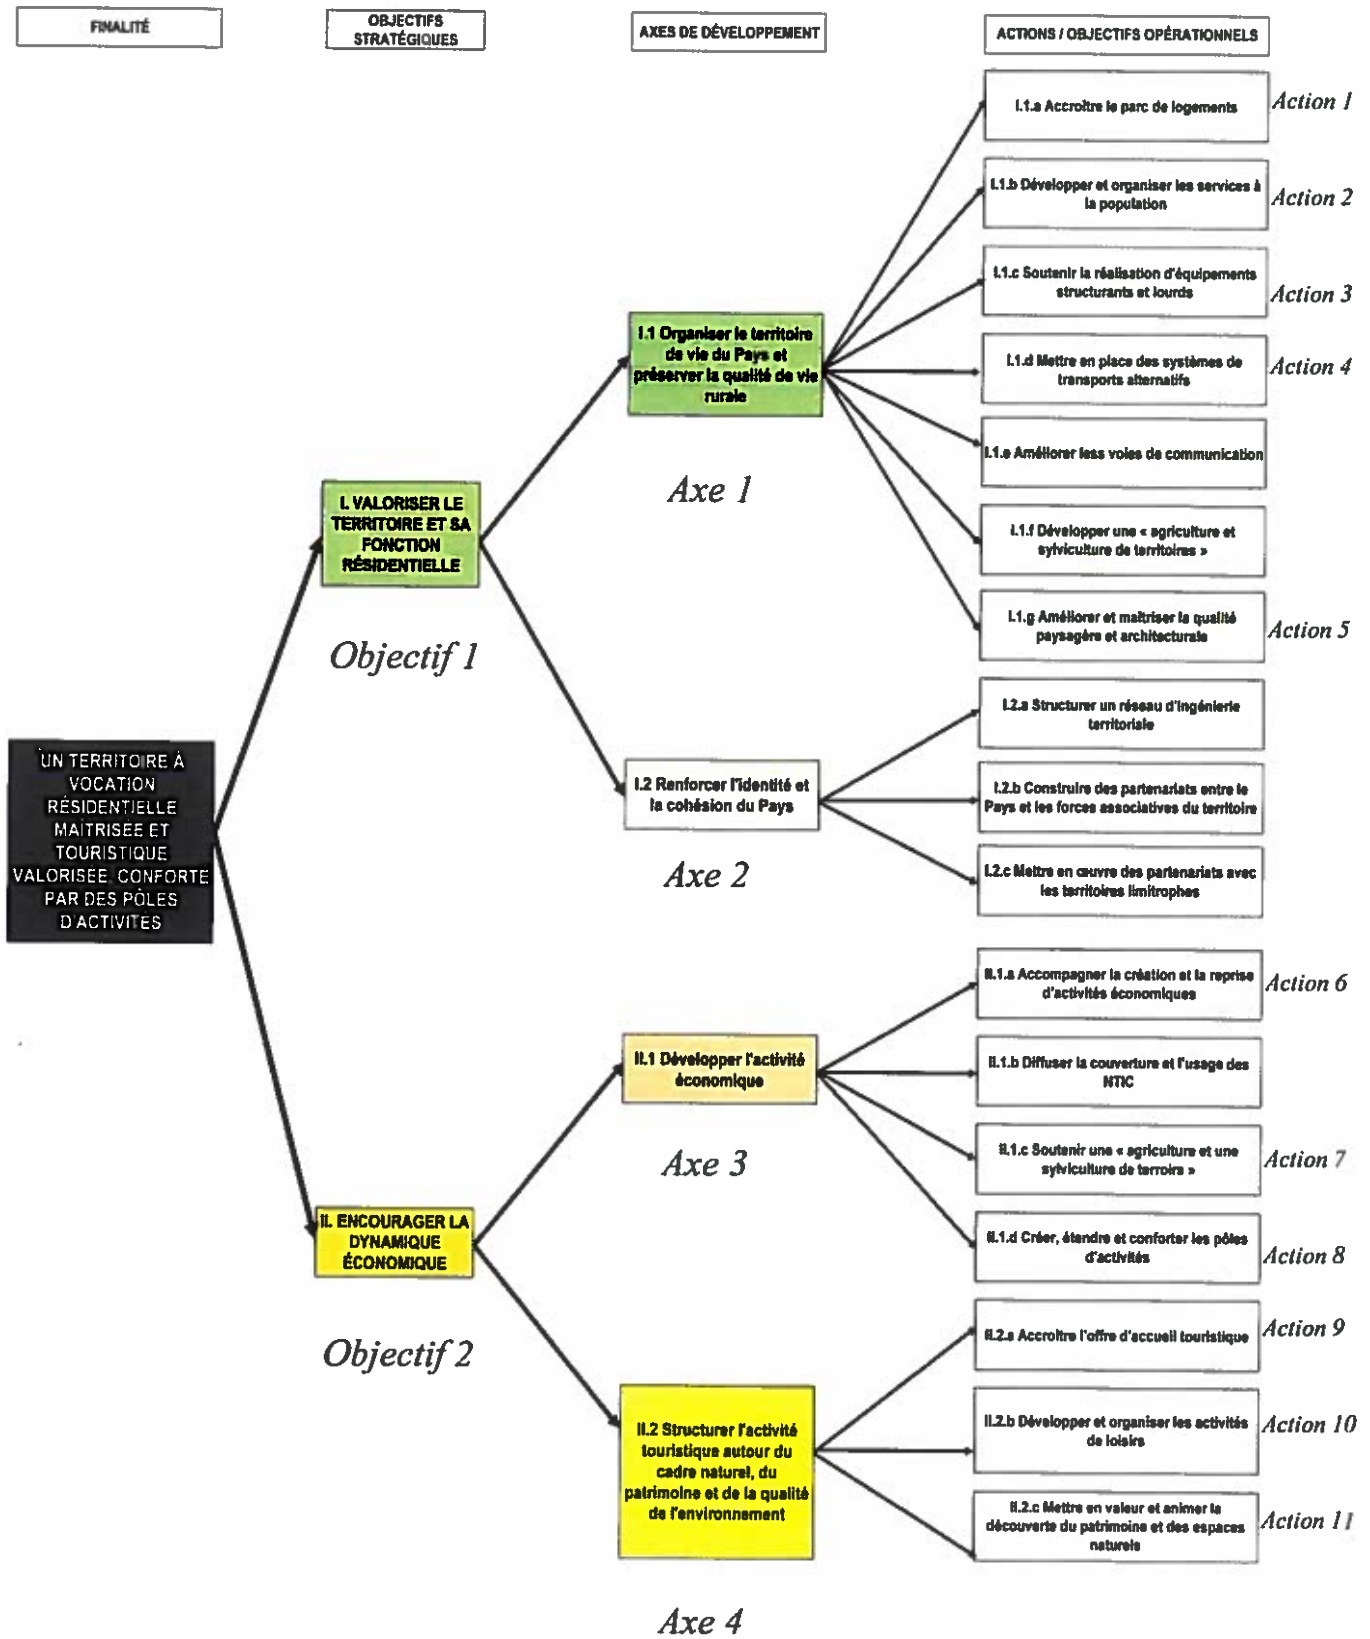 FINALITÉ
OBJECTIFS
STRATÉGIQUES
AXES DE DÉVELOPPEMENT
ACTIONS / OBJECTIFS OPÉRATIONNELS
I.1.a Accroître le parc de logements
Action 1
I.1.b Développer et organiser les services à
la population
Action 2
I.1.c Soutenir la réalisation d'équipements
structurants et lourds
Action 3
I.1 Organiser le territoire
de vie du Pays et
préserver la qualité de vie
rurale
I.1.d Mettre en place des systèmes de
transports alternatifs
Action 4
I.1.e Améliorer less voies de communication
Axe 1
I. VALORISER LE
TERRITOIRE ET SA
FONCTION
RÉSIDENTIELLE
I.1.f Développer une « agriculture et
sylviculture de territoires »
I.1.g Améliorer et maîtriser la qualité
paysagère et architecturale
Action 5
Objectif 1
I.2.a Structurer un réseau d'ingénierie
territoriale
UN TERRITOIRE À
VOCATION
RÉSIDENTIELLE
MAITRISÉE ET
TOURISTIQUE
VALORISÉE CONFORTÉ
PAR DES PÔLES
D'ACTIVITÉS
I.2 Renforcer l'identité et
la cohésion du Pays
I.2.b Construire des partenariats entre le
Pays et les forces associatives du territoire
Axe 2
I.2.c Mettre en œuvre des partenariats avec
les territoires limitrophes
II.1.a Accompagner la création et la reprise
d'activités économiques
Action 6
II.1 Développer l'activité
économique
II.1.b Diffuser la couverture et l'usage des
NTIC
Axe 3
II.1.c Soutenir une « agriculture et une
sylviculture de terroirs »
Action 7
II. ENCOURAGER LA
DYNAMIQUE
ÉCONOMIQUE
II.1.d Créer, étendre et conforter les pôles
d'activités
Action 8
Objectif 2
II.2.a Accroître l'offre d'accueil touristique
Action 9
II.2 Structurer l'activité
touristique autour du
cadre naturel, du
patrimoine et de la qualité
de l'environnement
II.2.b Développer et organiser les activités
de loisirs
Action 10
II.2.c Mettre en valeur et animer la
découverte du patrimoine et des espaces
naturels
Action 11
Axe 4